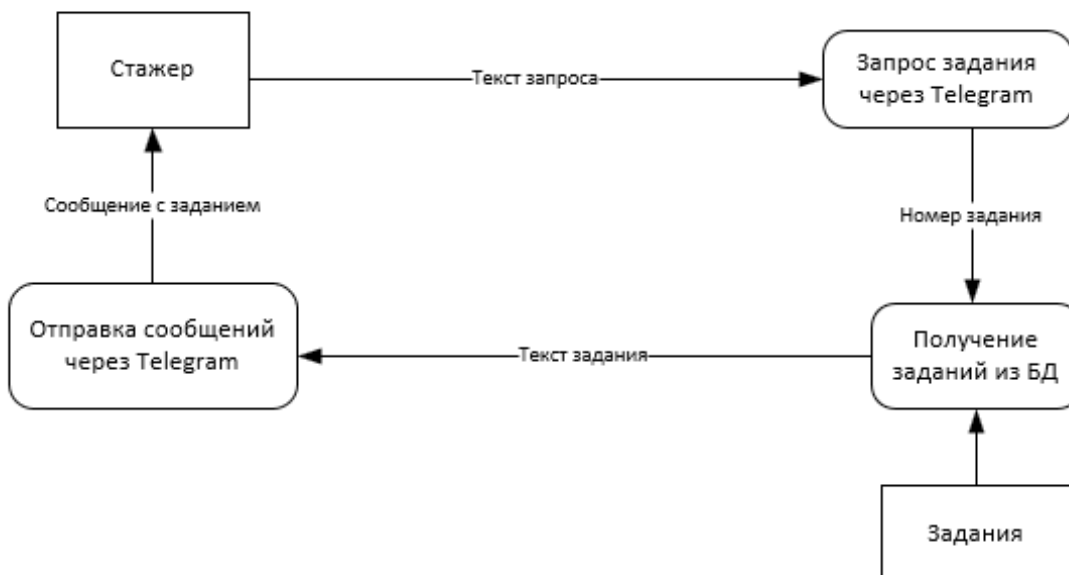 Стажер
Текст запроса
Запрос задания
через Telegram
Сообщение с заданием
Номер задания
Отправка сообщений
через Telegram
Текст задания
Получение
заданий из БД
Задания